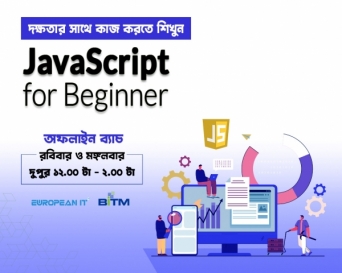 দক্ষতার সাথে কাজ করতে শিখুন
JavaScript
for Beginner
JS
অফলাইন ব্যাচ
রবিবার ও মঙ্গলবার
দুপুর ১২.০০ টা - ২.০০ টা
EUROPEAN IT
BITM